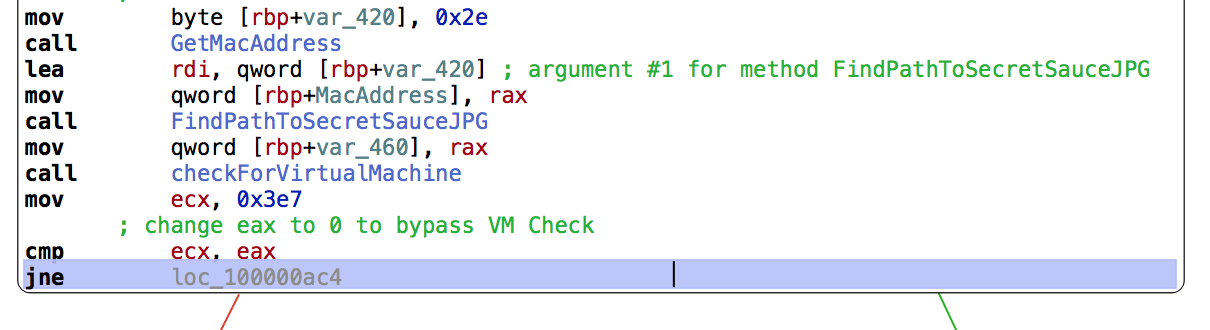 mov byte [rbp+var_420], 0x2e
call GetMacAddress
lea rdi, qword [rbp+var_420] ; argument #1 for method FindPathToSecretSauceJPG
mov qword [rbp+MacAddress], rax
call FindPathToSecretSauceJPG
mov qword [rbp+var_460], rax
call checkForVirtualMachine
mov ecx, 0x3e7
; change eax to 0 to bypass VM Check
cmp ecx, eax
jne loc_100000ac4